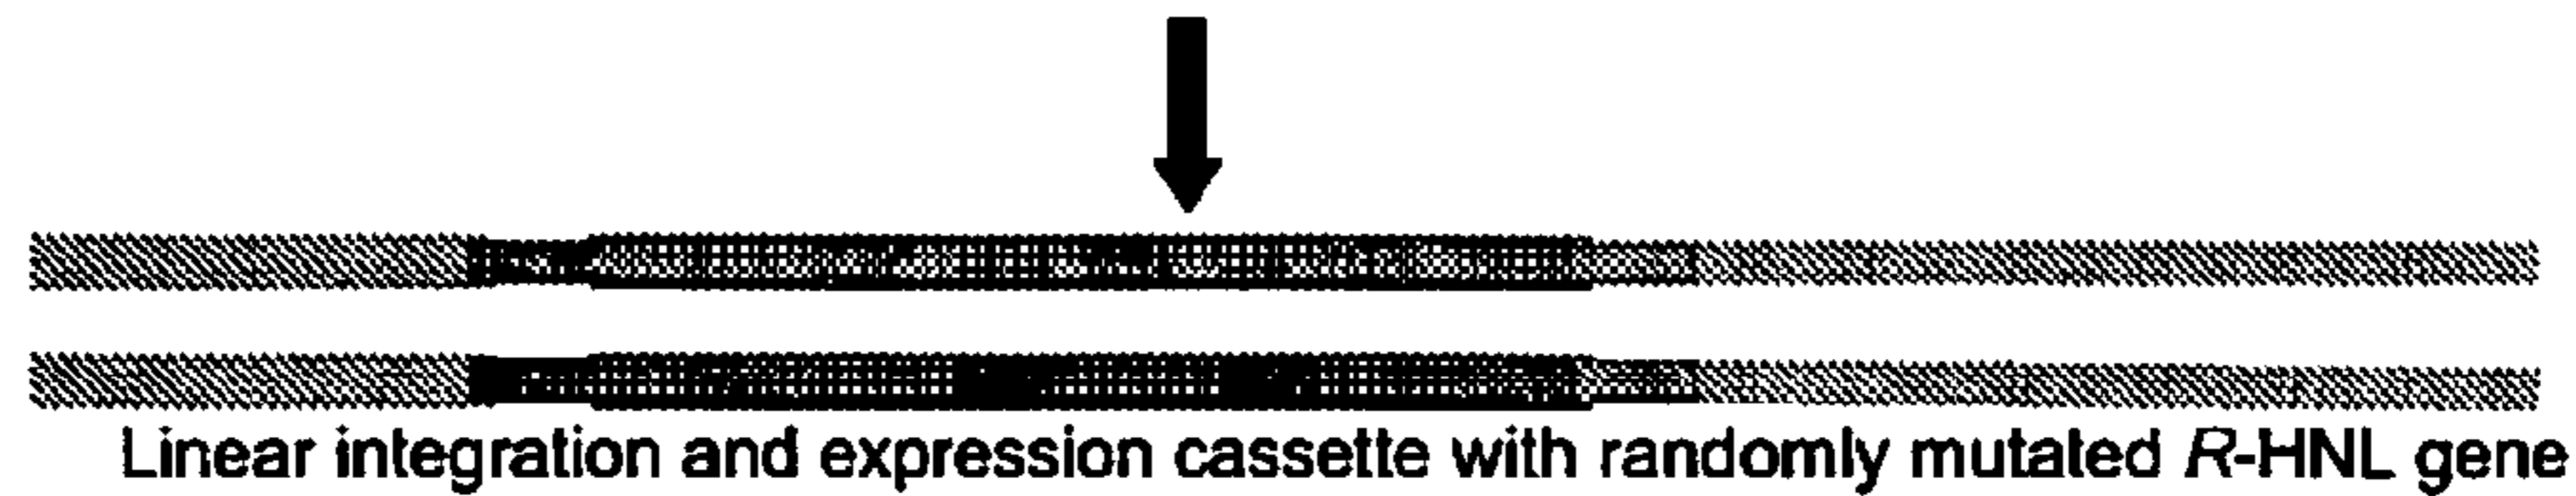 Linear integration and expression cassette with randomly mutated R-HNL gene